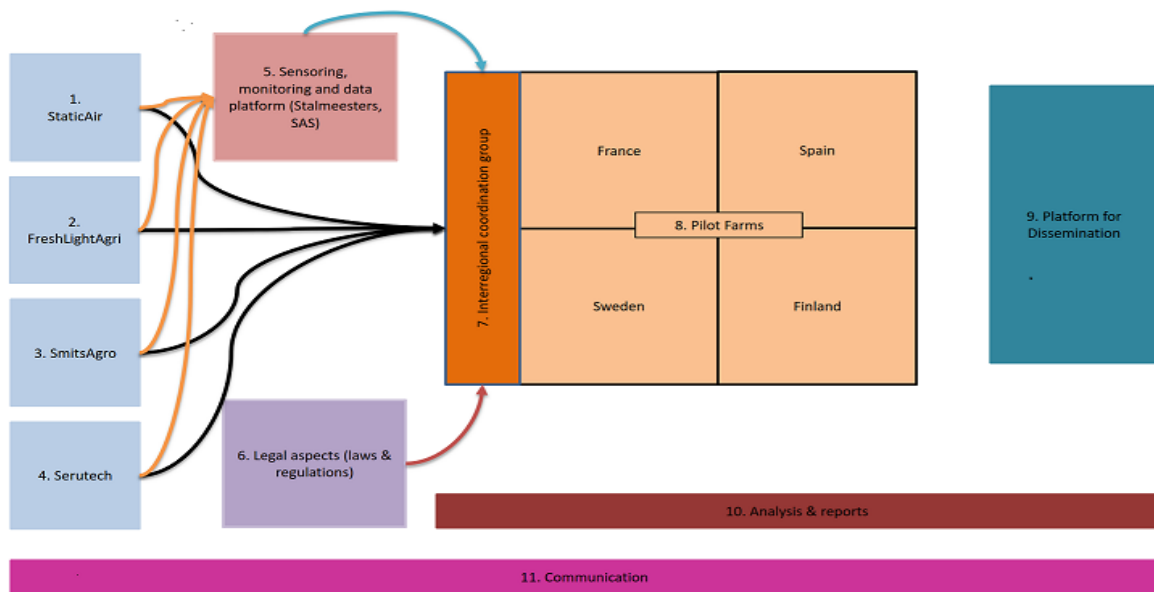 1.
StaticAir
5. Sensoring,
monitoring and data
platform (Stalmeesters,
SAS)
2.
FreshLightAgri
3. SmitsAgro
4. Serutech
6. Legal aspects (laws &
regulations)
7. Interregional coordination group
France
Spain
8. Pilot Farms
Sweden
Finland
9. Platform for
Dissemination
10. Analysis & reports
11. Communication